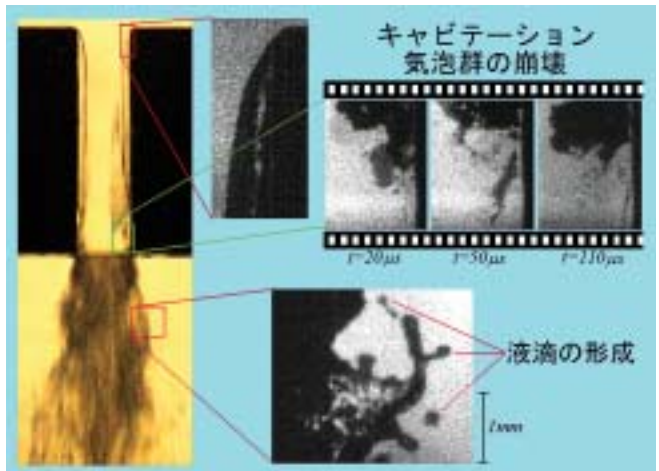 キャビテーション
気泡群の崩壊
t=20μs t=50μs t=110μs
液滴の形成
1mm